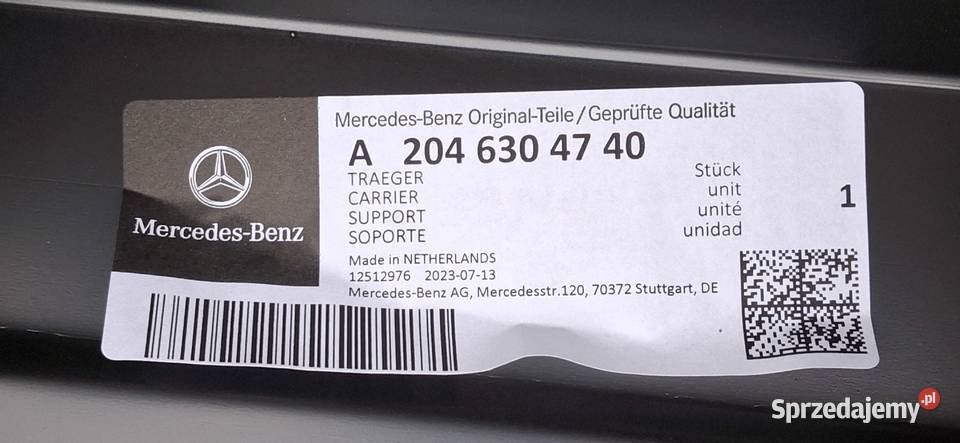 Mercedes-Benz Original-Teile/Geprüfte Qualität
A 204 630 47 40
TRAEGER
CARRIER
SUPPORT
SOPORTE
Stück
unit
unité
unidad
1
Made in NETHERLANDS
12512976 2023-07-13
Mercedes-Benz AG, Mercedesstr.120, 70372 Stuttgart, DE
Mercedes-Benz
Sprzedajemy.pl